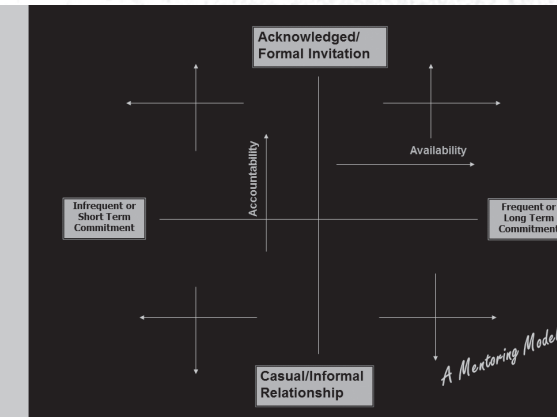 Acknowledged/
Formal Invitation
Availability
Accountability
Infrequent or
Short Term
Commitment
Frequent or
Long Term
Commitment
A Mentoring Model
Casual/Informal
Relationship